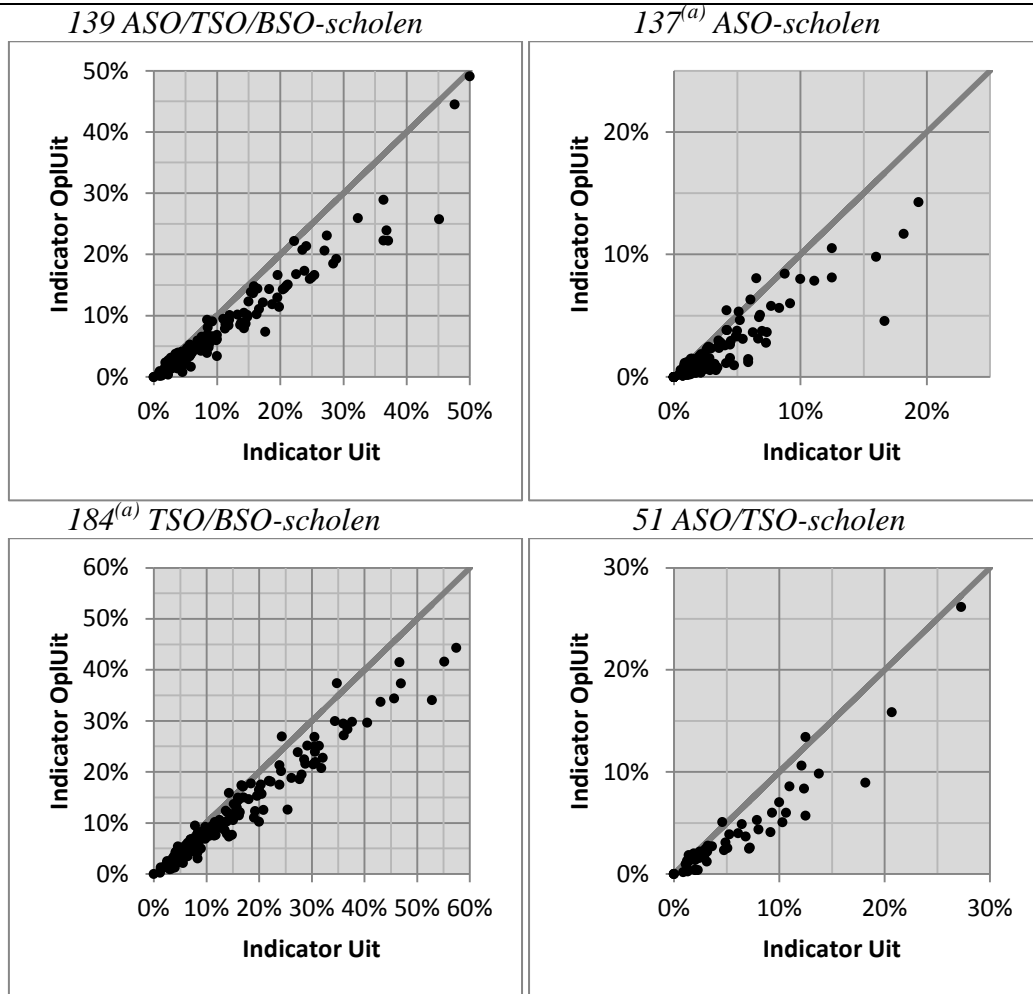 139 ASO/TSO/BSO-scholen
50%
40%
30%
20%
10%
0%
Indicator OplUit
0% 10% 20% 30% 40% 50%
Indicator Uit
137(a) ASO-scholen
20%
10%
0%
Indicator OplUit
0% 10% 20%
Indicator Uit
184(a) TSO/BSO-scholen
60%
50%
40%
30%
20%
10%
0%
Indicator OplUit
0% 10% 20% 30% 40% 50% 60%
Indicator Uit
51 ASO/TSO-scholen
30%
20%
10%
0%
Indicator OplUit
0% 10% 20% 30%
Indicator Uit